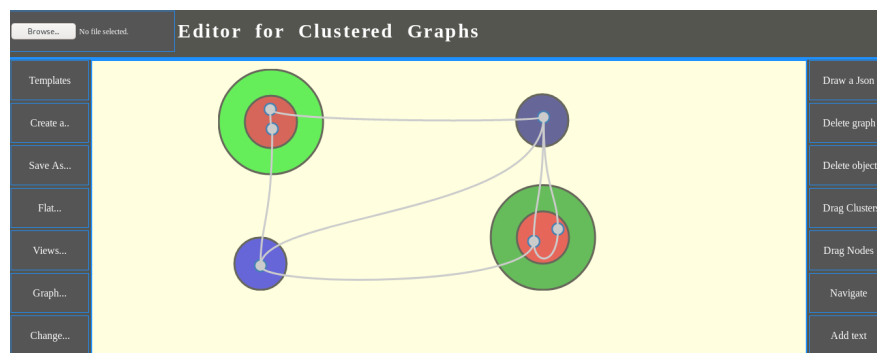 Browse... No file selected. Editor for Clustered Graphs
Templates
Create a..
Save As...
Flat...
Views...
Graph...
Change...
Draw a Json
Delete graph
Delete object
Drag Clusters
Drag Nodes
Navigate
Add text